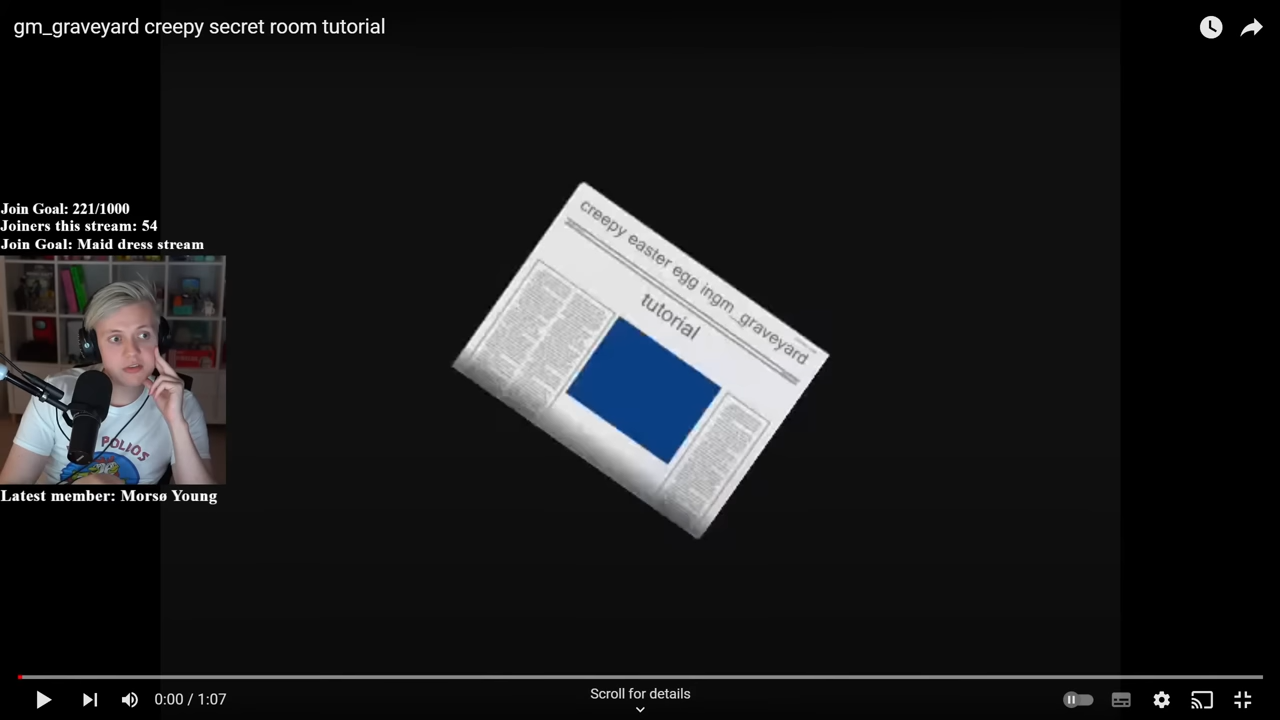 gm_graveyard creepy secret room tutorial
Join Goal: 221/1000
Joiners this stream: 54
Join Goal: Maid dress stream
POLIOS
Latest member: Morsø Young
creepy easter egg ingm_graveyard
tutorial
0:00 / 1:07
Scroll for details